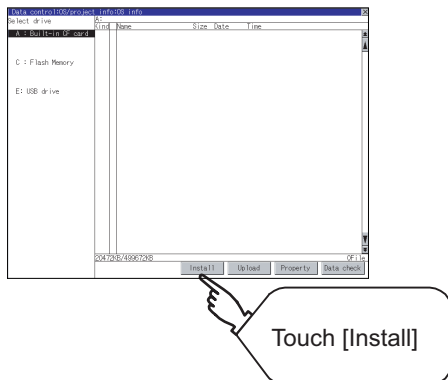 Data control:OS/project info:OS info
Select drive
A:
Kind Name Size Date Time
A : Built-in CF card
C : Flash Memory
E: USB drive
20472KB/499672KB 0File
Install Upload Property Data check
Touch [Install]